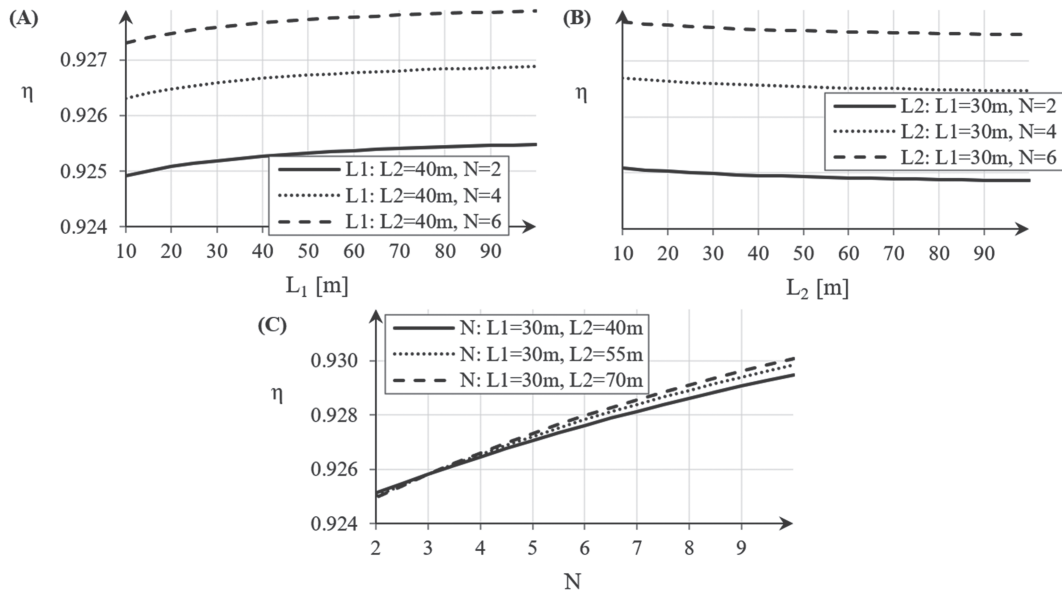 (A)
0.927
η
0.926
0.925
0.924
L1: L2=40m, N=2
L1: L2=40m, N=4
L1: L2=40m, N=6
10 20 30 40 50 60 70 80 90
L₁ [m]
(B)
η
L2: L1=30m, N=2
L2: L1=30m, N=4
L2: L1=30m, N=6
10 20 30 40 50 60 70 80 90
L₂ [m]
(C)
N: L1=30m, L2=40m
N: L1=30m, L2=55m
N: L1=30m, L2=70m
0.930
η
0.928
0.926
0.924
2 3 4 5 6 7 8 9
N